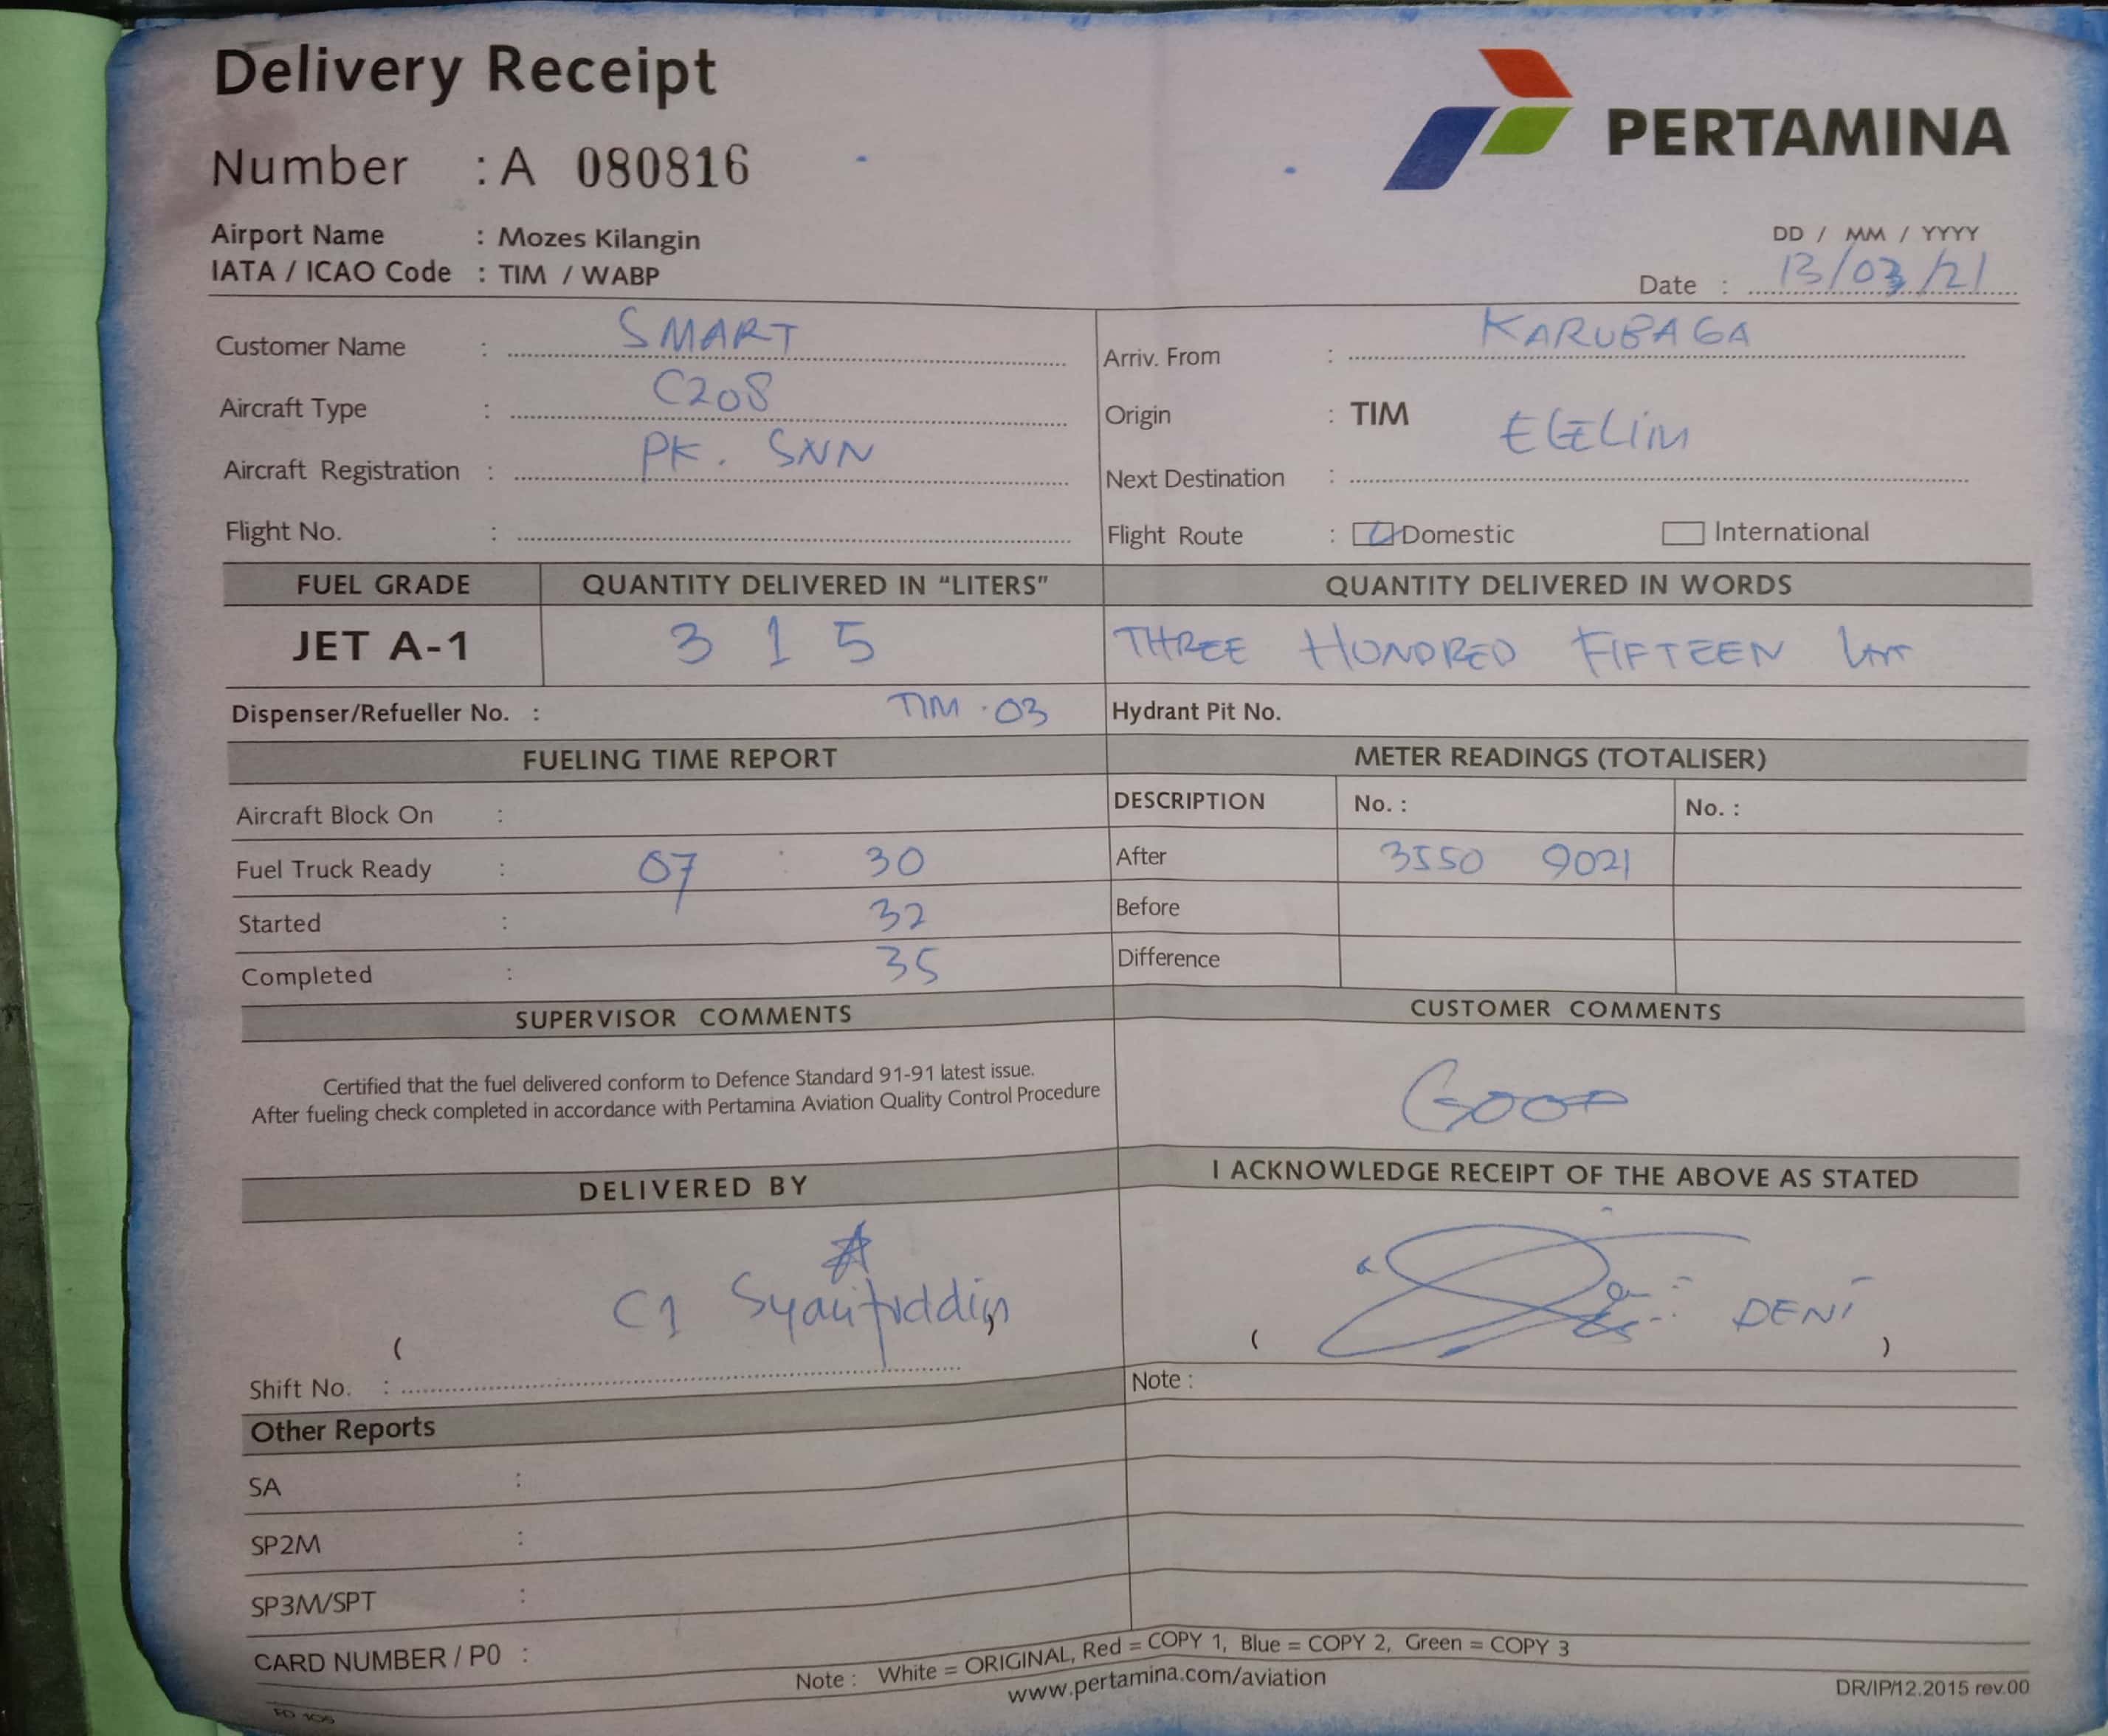 Delivery Receipt
PERTAMINA
Number : A 080816
Airport Name : Mozes Kilangin
IATA / ICAO Code : TIM / WABP
DD / MM / YYYY
Date : 13/03/21
Customer Name : SMART
Arriv. From : KARUBAGA
Aircraft Type : C208
Origin : TIM
Aircraft Registration : PK. SNN
Next Destination : EGELIM
Flight No. :
Flight Route : Domestic International
FUEL GRADE QUANTITY DELIVERED IN "LITERS" QUANTITY DELIVERED IN WORDS
JET A-1 3 1 5 THREE HUNDRED FIFTEEN
Dispenser/Refueller No. : TIM . 03 Hydrant Pit No.
FUELING TIME REPORT METER READINGS (TOTALISER)
Aircraft Block On : DESCRIPTION No. : No. :
Fuel Truck Ready : 07 : 30 After 3550 9021
Started : 32 Before
Completed : 35 Difference
SUPERVISOR COMMENTS CUSTOMER COMMENTS
Certified that the fuel delivered conform to Defence Standard 91-91 latest issue.
After fueling check completed in accordance with Pertamina Aviation Quality Control Procedure
GOOD
DELIVERED BY I ACKNOWLEDGE RECEIPT OF THE ABOVE AS STATED
C1 Syarifuddin
( ( DENI )
Shift No. : Note :
Other Reports
SA :
SP2M :
SP3M/SPT :
CARD NUMBER / P0 :
Note : White = ORIGINAL, Red = COPY 1, Blue = COPY 2, Green = COPY 3
www.pertamina.com/aviation
DR/IP/12.2015 rev.00